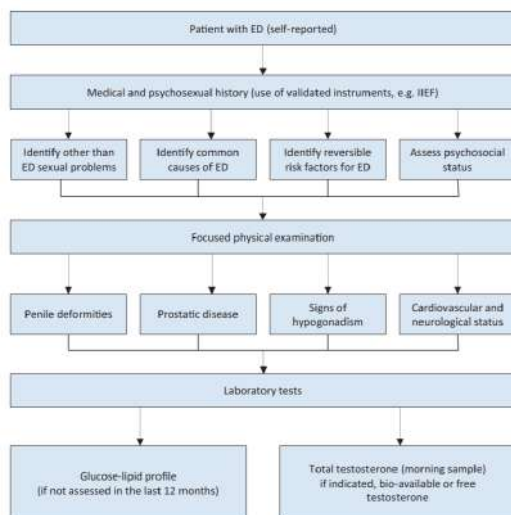 Patient with ED (self-reported)
Medical and psychosexual history (use of validated instruments, e.g. IIEF)
Identify other than
ED sexual problems
Identify common
causes of ED
Identify reversible
risk factors for ED
Assess psychosocial
status
Focused physical examination
Penile deformities
Prostatic disease
Signs of
hypogonadism
Cardiovascular and
neurological status
Laboratory tests
Glucose-lipid profile
(if not assessed in the last 12 months)
Total testosterone (morning sample)
if indicated, bio-available or free
testosterone